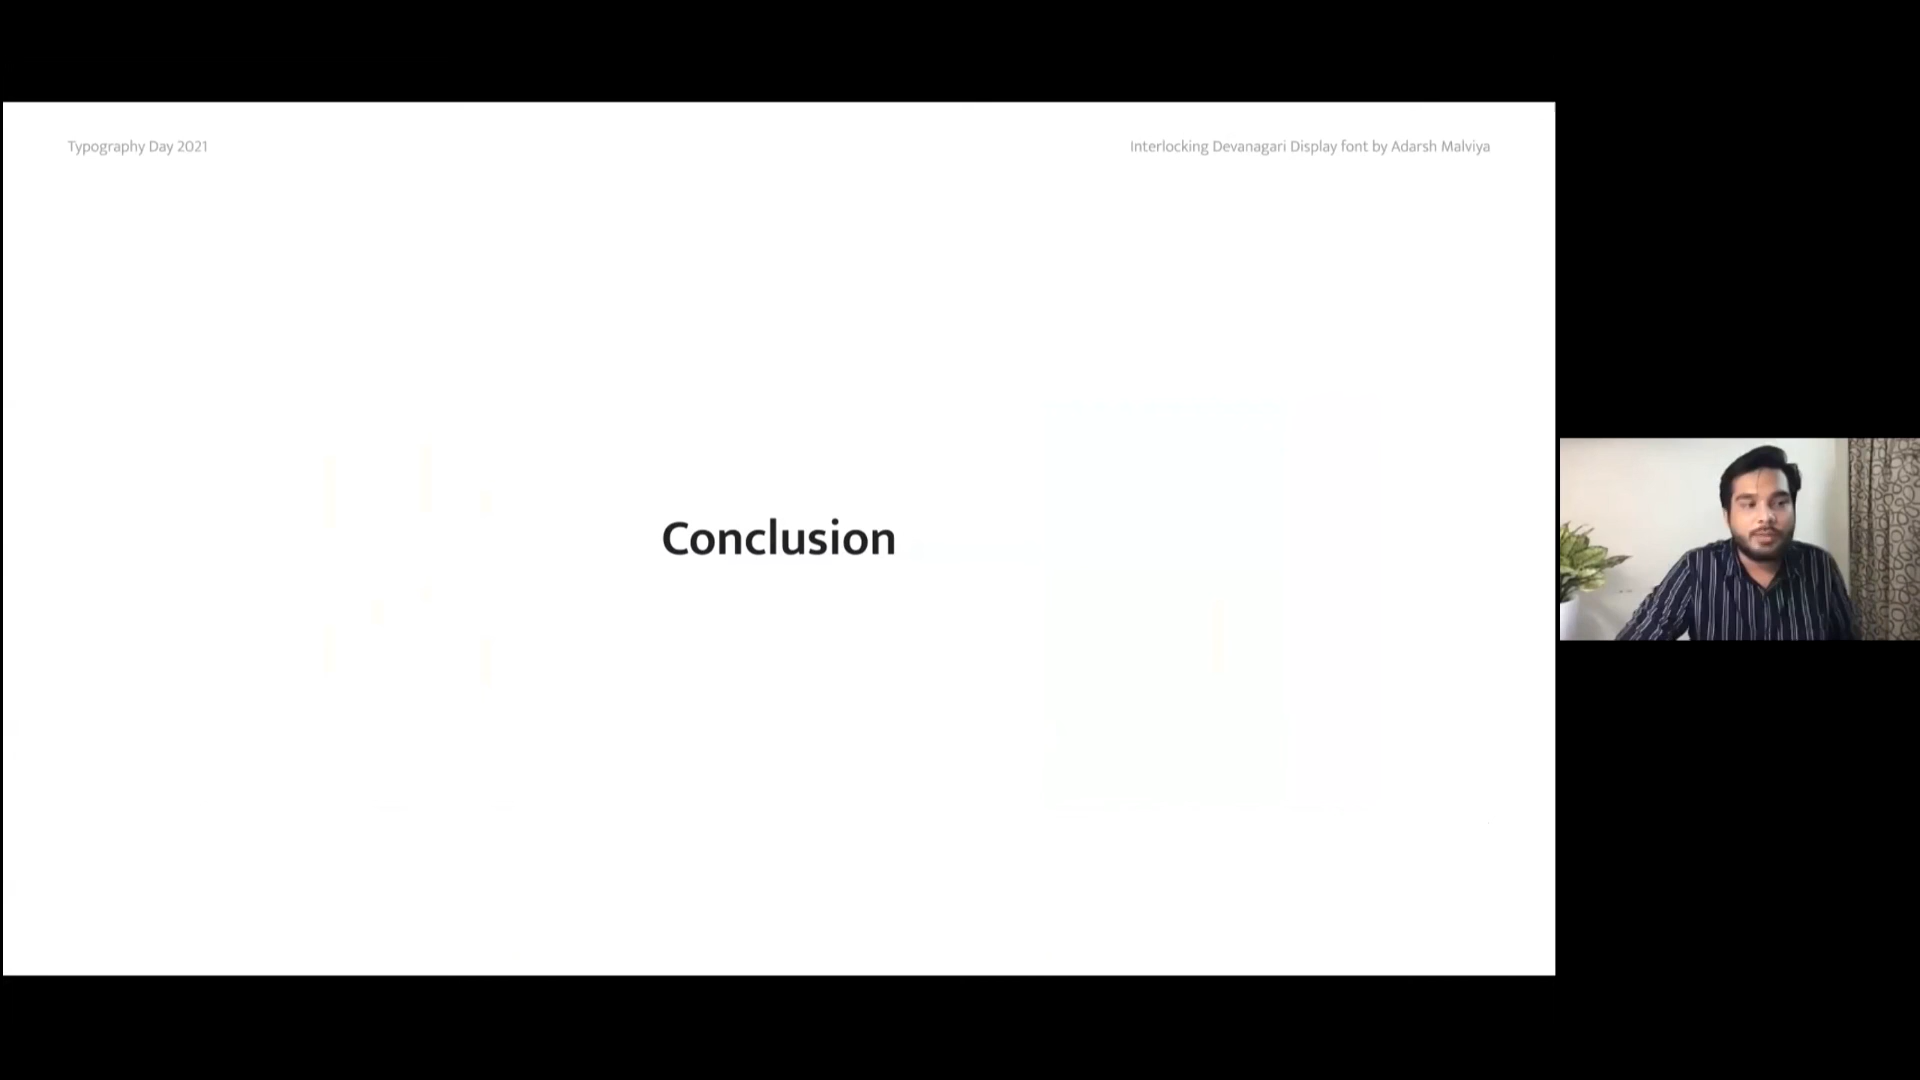 Typography Day 2021
Interlocking Devanagari Display font by Adarsh Malviya
Conclusion